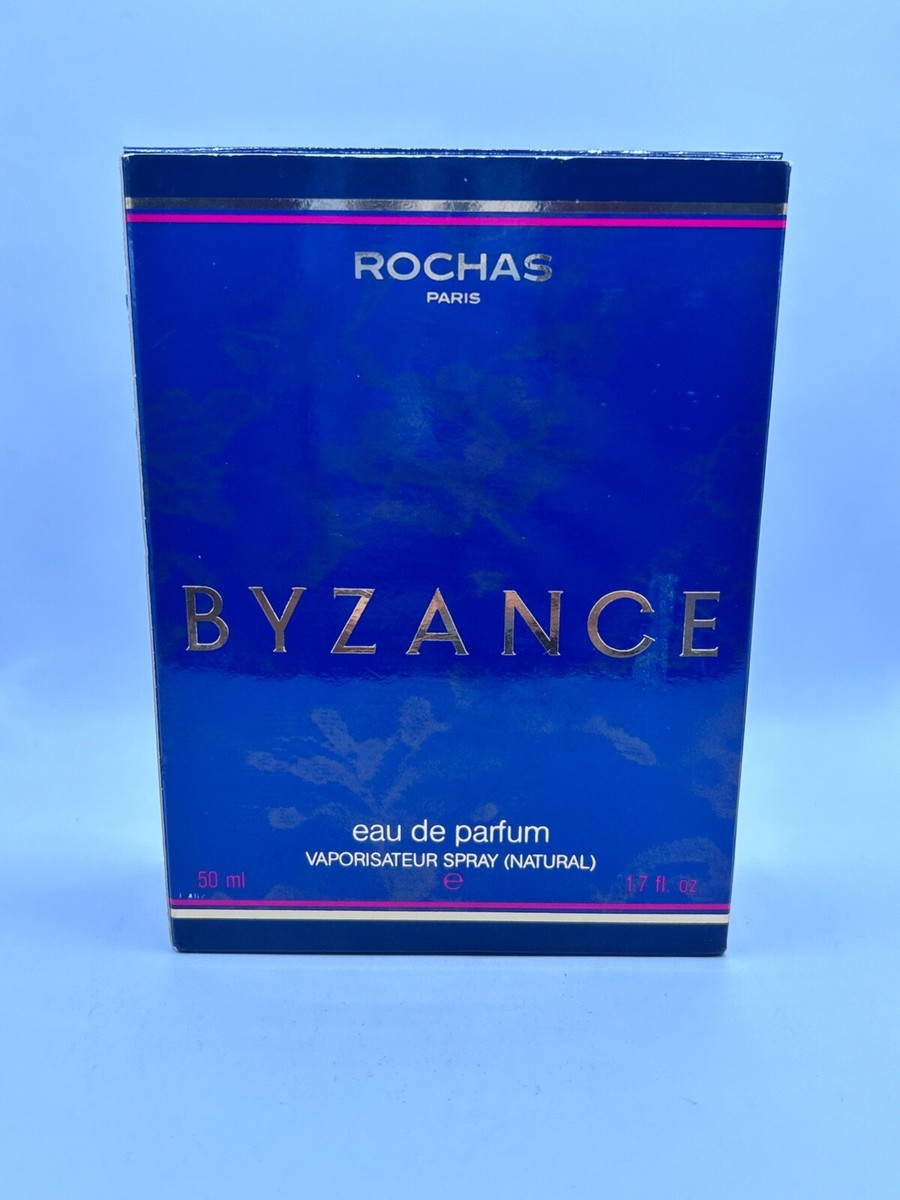 ROCHAS
PARIS
BYZANCE
eau de parfum
VAPORISATEUR SPRAY (NATURAL)
50 ml e 1.7 fl. oz